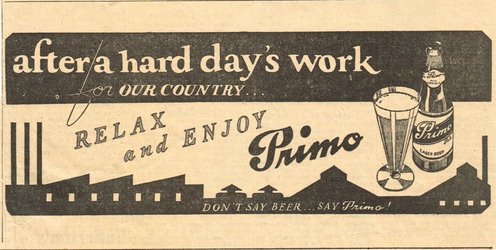 after a hard day's work
for OUR COUNTRY...
RELAX
and ENJOY
Primo
Primo
Primo
LAGER BEER
DON'T SAY BEER...SAY Primo!